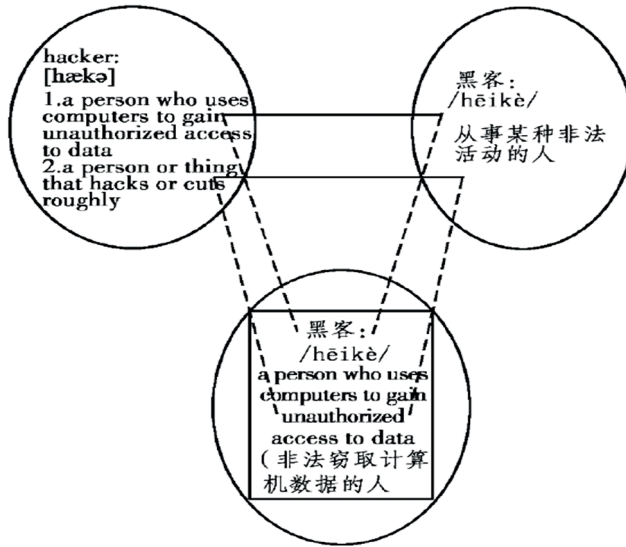 hacker:
[hækə]
1.a person who uses
computers to gain
unauthorized access
to data
2.a person or thing
that hacks or cuts
roughly
黑客：
/hēikè/
从事某种非法
活动的人
黑客：
/hēikè/
a person who uses
computers to gain
unauthorized
access to data
（非法窃取计算
机数据的人